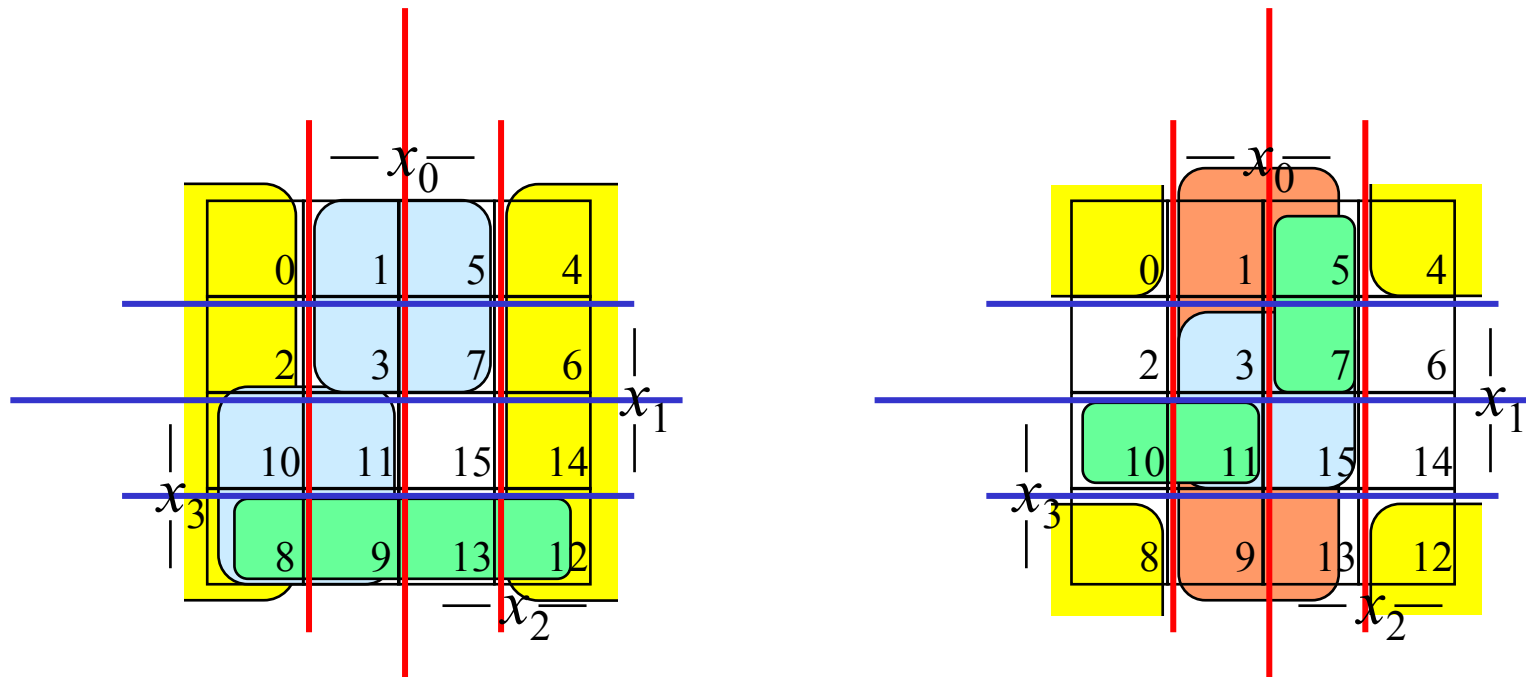 x0 x0
0 1 5 4 0 1 5 4
2 3 7 6 2 3 7 6
x1 x1
10 11 15 14 10 11 15 14
x3 x3
8 9 13 12 8 9 13 12
x2 x2